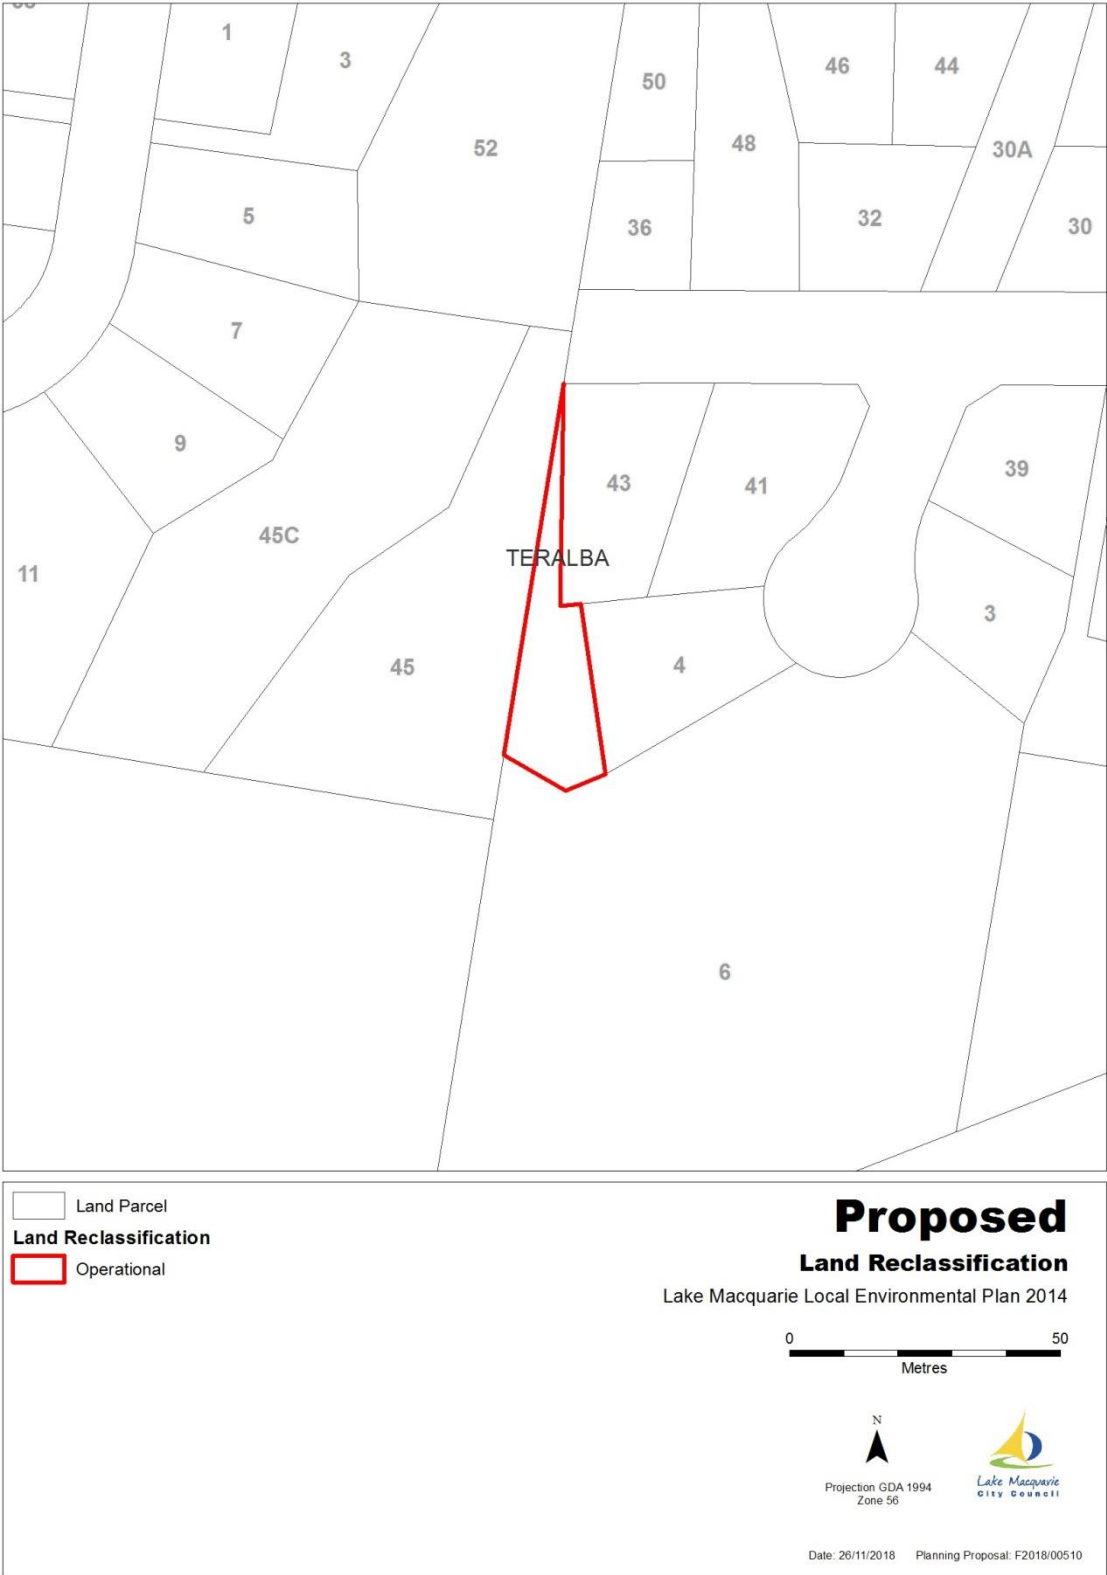 1
3
50
46
44
52
48
30A
5
36
32
30
7
9
43
41
39
45C
TERALBA
11
3
45
4
6
Land Parcel
Land Reclassification
Operational
Proposed
Land Reclassification
Lake Macquarie Local Environmental Plan 2014
0 50
Metres
N
Projection GDA 1994
Zone 56
Lake Macquarie
City Council
Date: 26/11/2018 Planning Proposal: F2018/00510